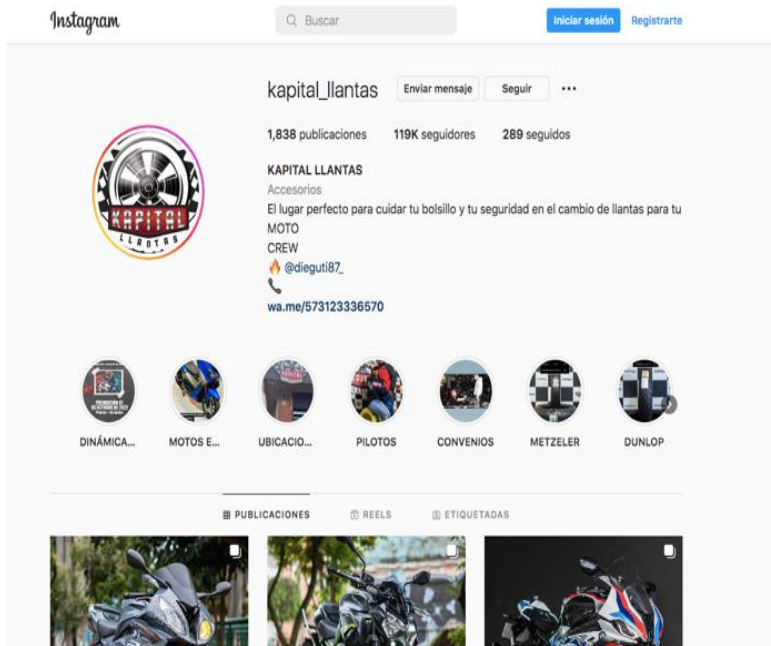 Instagram
Buscar
Iniciar sesión
Registrarte
kapital_llantas
Enviar mensaje
Seguir
1,838 publicaciones
119K seguidores
289 seguidos
KAPITAL LLANTAS
Accesorios
El lugar perfecto para cuidar tu bolsillo y tu seguridad en el cambio de llantas para tu
MOTO
CREW
@dieguti87_
wa.me/573123336570
KAPITAL
LLANTAS
DINÁMICA...
MOTOS E...
UBICACIO...
PILOTOS
CONVENIOS
METZELER
DUNLOP
PUBLICACIONES
REELS
ETIQUETADAS